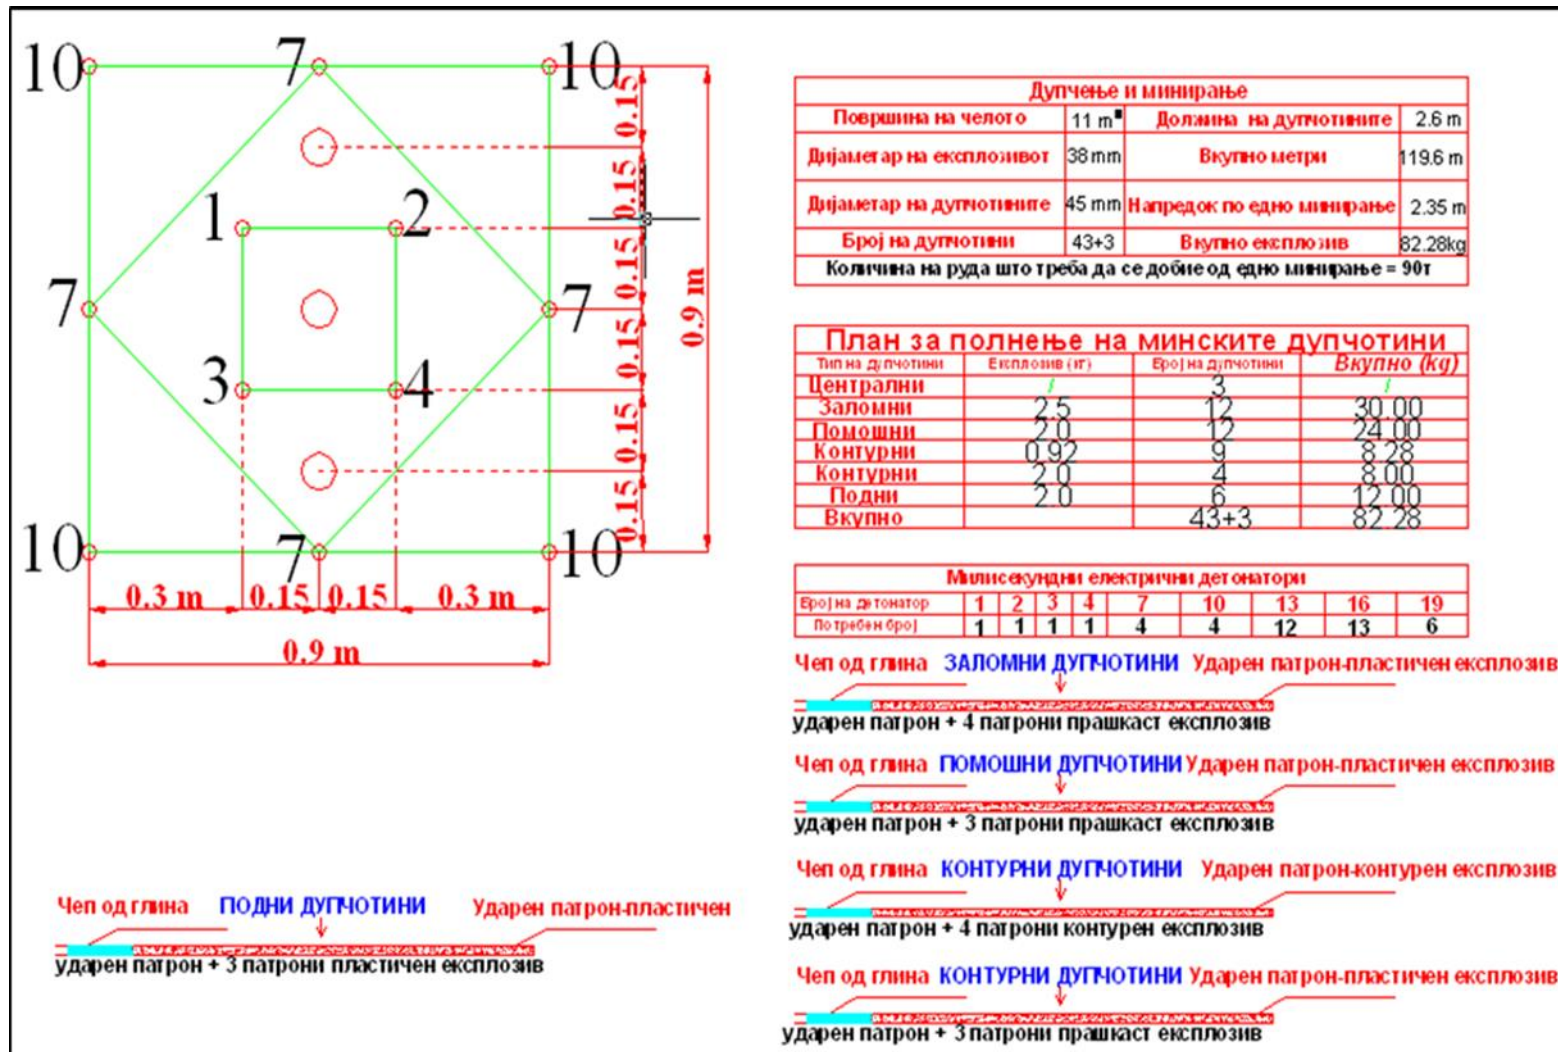 10 7 10
1 2
7 7
3 4
10 7 10
0.15
0.15
0.15
0.15
0.15
0.15
0.9 m
0.3 m 0.15 0.15 0.3 m
0.9 m
Дупчење и минирање
Површина на челото 11 m Должина на дупчотините 2.6 m
Дијаметар на експлозивот 38 mm Вкупно метри 119.6 m
Дијаметар на дупчотините 45 mm Напредок по едно минирање 2.35 m
Број на дупчотини 43+3 Вкупно експлозив 82.28kg
Количина на руда што треба да се добие од едно минирање = 90т
План за полнење на минските дупчотини
Тип на дупчотини Експлозив (кг) Број на дупчотини Вкупно (kg)
Централни / 3 /
Заломни 2.5 12 30.00
Помошни 2.0 12 24.00
Контурни 0.92 9 8.28
Контурни 2.0 4 8.00
Подни 2.0 6 12.00
Вкупно 43+3 82.28
Милисекундни електрични детонатори
Број на детонатор 1 2 3 4 7 10 13 16 19
Потребен број 1 1 1 1 4 4 12 13 6
Чеп од глина ЗАЛОМНИ ДУПЧОТИНИ Ударен патрон-пластичен експлозив
ударен патрон + 4 патрони прашкаст експлозив
Чеп од глина ПОМОШНИ ДУПЧОТИНИ Ударен патрон-пластичен експлозив
ударен патрон + 3 патрони прашкаст експлозив
Чеп од глина КОНТУРНИ ДУПЧОТИНИ Ударен патрон-контурен експлозив
ударен патрон + 4 патрони контурен експлозив
Чеп од глина КОНТУРНИ ДУПЧОТИНИ Ударен патрон-пластичен експлозив
ударен патрон + 3 патрони прашкаст експлозив
Чеп од глина ПОДНИ ДУПЧОТИНИ Ударен патрон-пластичен
ударен патрон + 3 патрони пластичен експлозив